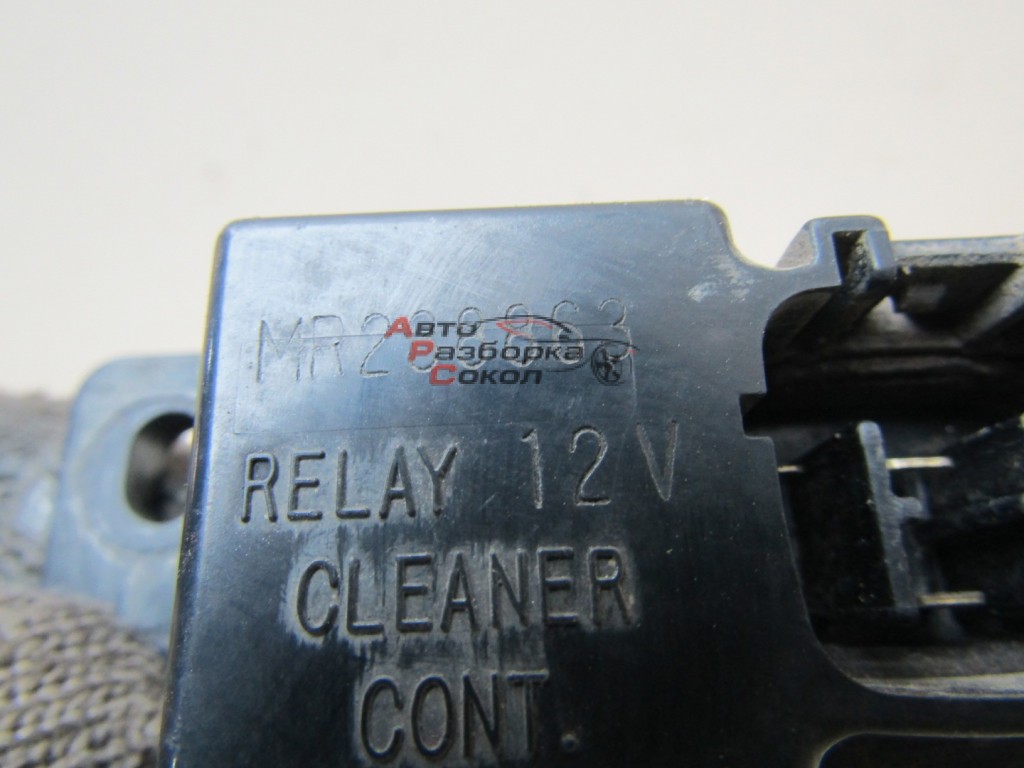 RELAY 12V
CLEANER
CONT.
Авто
Разборка
Сокол